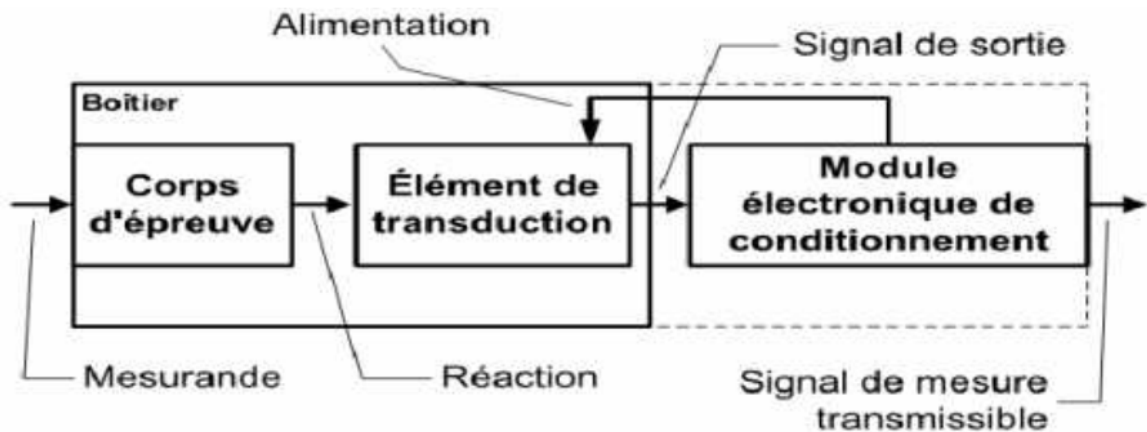 Alimentation
Signal de sortie
Boîtier
Corps
d'épreuve
Élément de
transduction
Module
électronique de
conditionnement
Mesurande
Réaction
Signal de mesure
transmissible